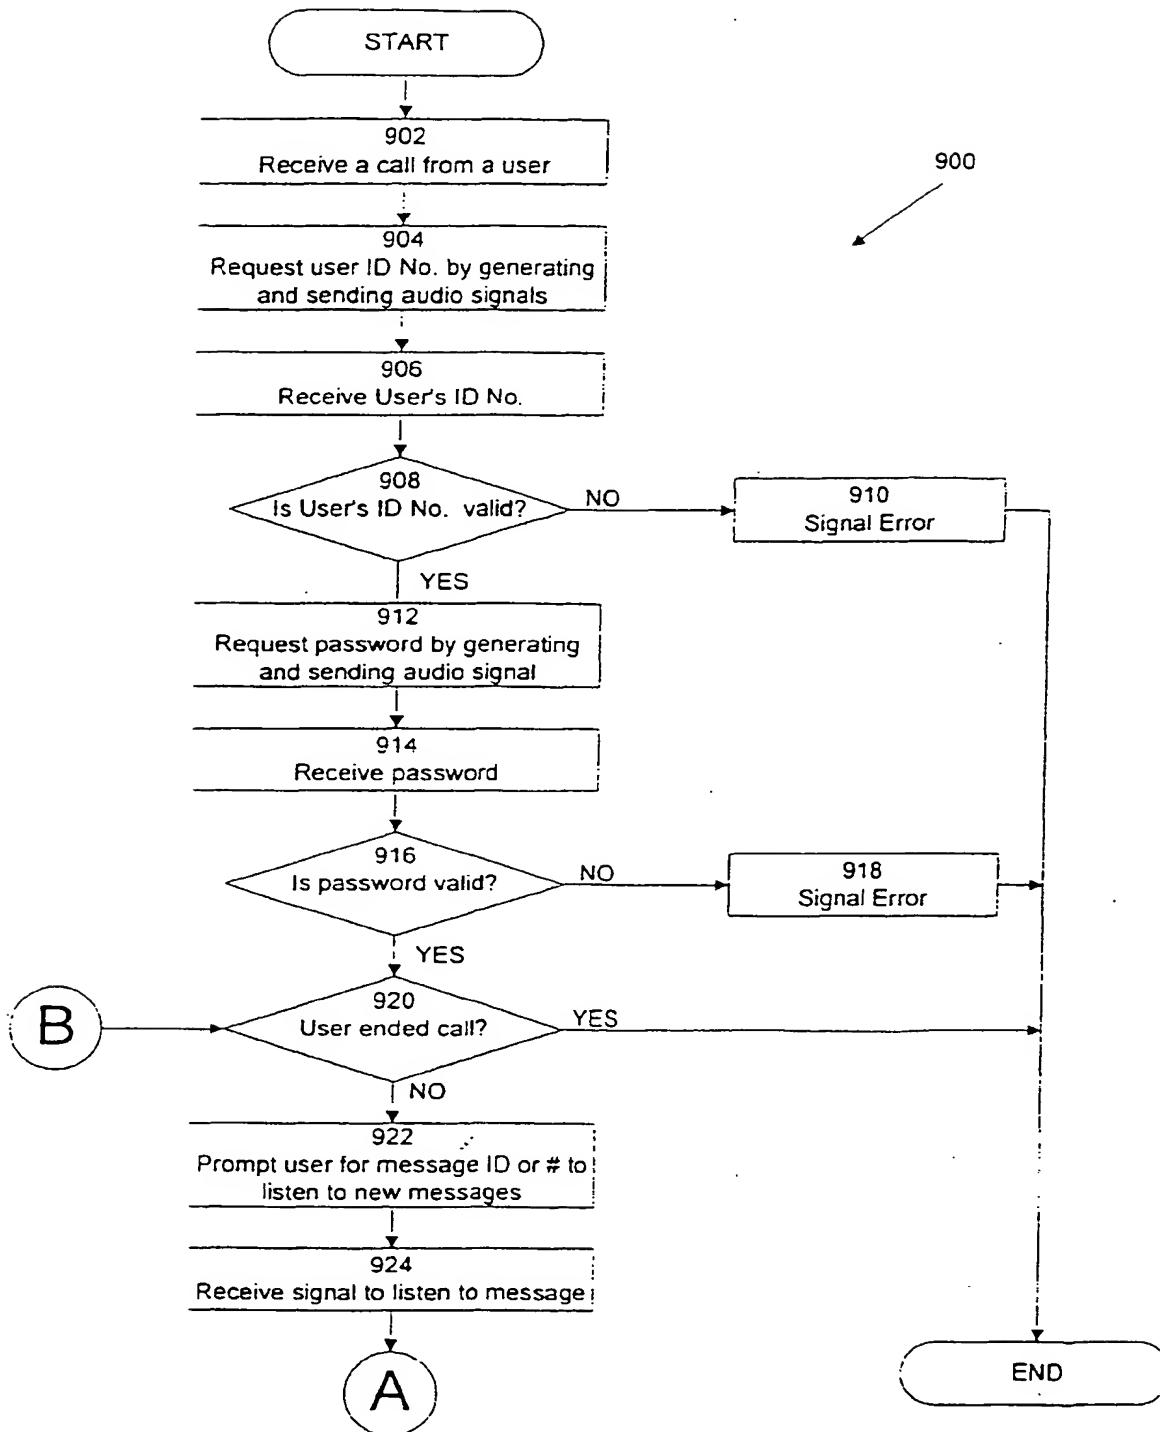 START
902
Receive a call from a user
900
904
Request user ID No. by generating
and sending audio signals
906
Receive User's ID No.
908
Is User's ID No. valid?
NO
910
Signal Error
YES
912
Request password by generating
and sending audio signal
914
Receive password
916
Is password valid?
NO
918
Signal Error
YES
B
920
User ended call?
YES
NO
922
Prompt user for message ID or # to
listen to new messages
924
Receive signal to listen to message
A
END